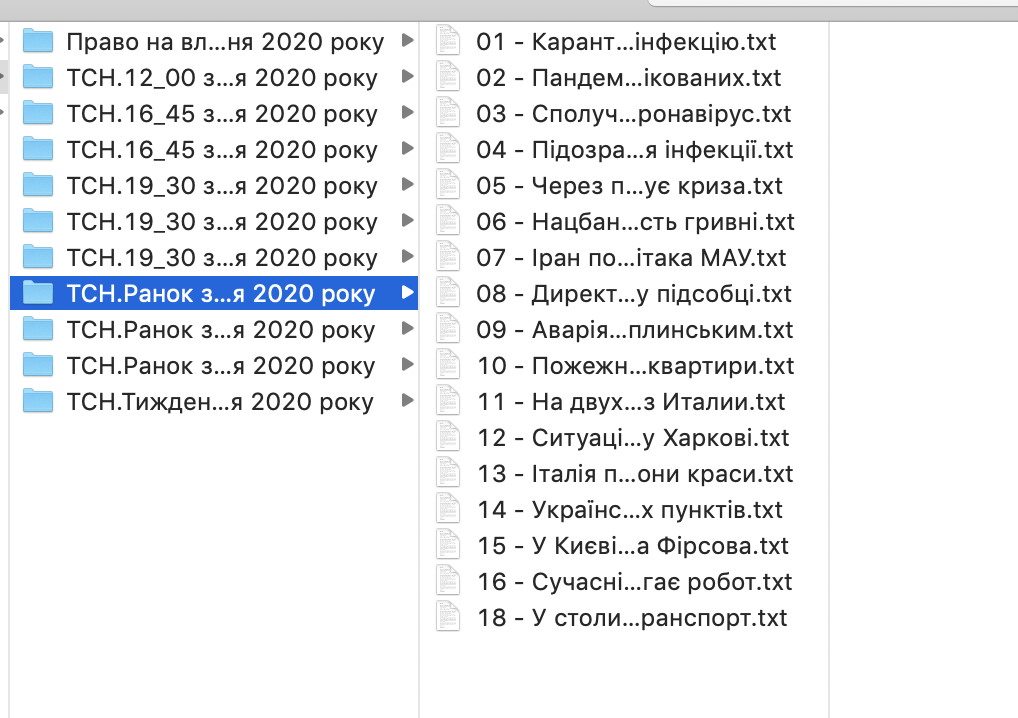 Право на вл...ня 2020 року
ТСН.12_00 з...я 2020 року
ТСН.16_45 з...я 2020 року
ТСН.16_45 з...я 2020 року
ТСН.19_30 з...я 2020 року
ТСН.19_30 з...я 2020 року
ТСН.19_30 з...я 2020 року
ТСН.Ранок з...я 2020 року
ТСН.Ранок з...я 2020 року
ТСН.Ранок з...я 2020 року
ТСН.Тижден...я 2020 року
01 - Карант...інфекцію.txt
02 - Пандем...ікованих.txt
03 - Сполуч...ронавірус.txt
04 - Підозра...я інфекції.txt
05 - Через п...ує криза.txt
06 - Нацбан...сть гривні.txt
07 - Іран по...ітака МАУ.txt
08 - Директ...у підсобці.txt
09 - Аварія...плинським.txt
10 - Пожежн...квартири.txt
11 - На двух...з Италии.txt
12 - Ситуаці...у Харкові.txt
13 - Італія п...они краси.txt
14 - Українс...х пунктів.txt
15 - У Києві...а Фірсова.txt
16 - Сучасні...гає робот.txt
18 - У столи...ранспорт.txt